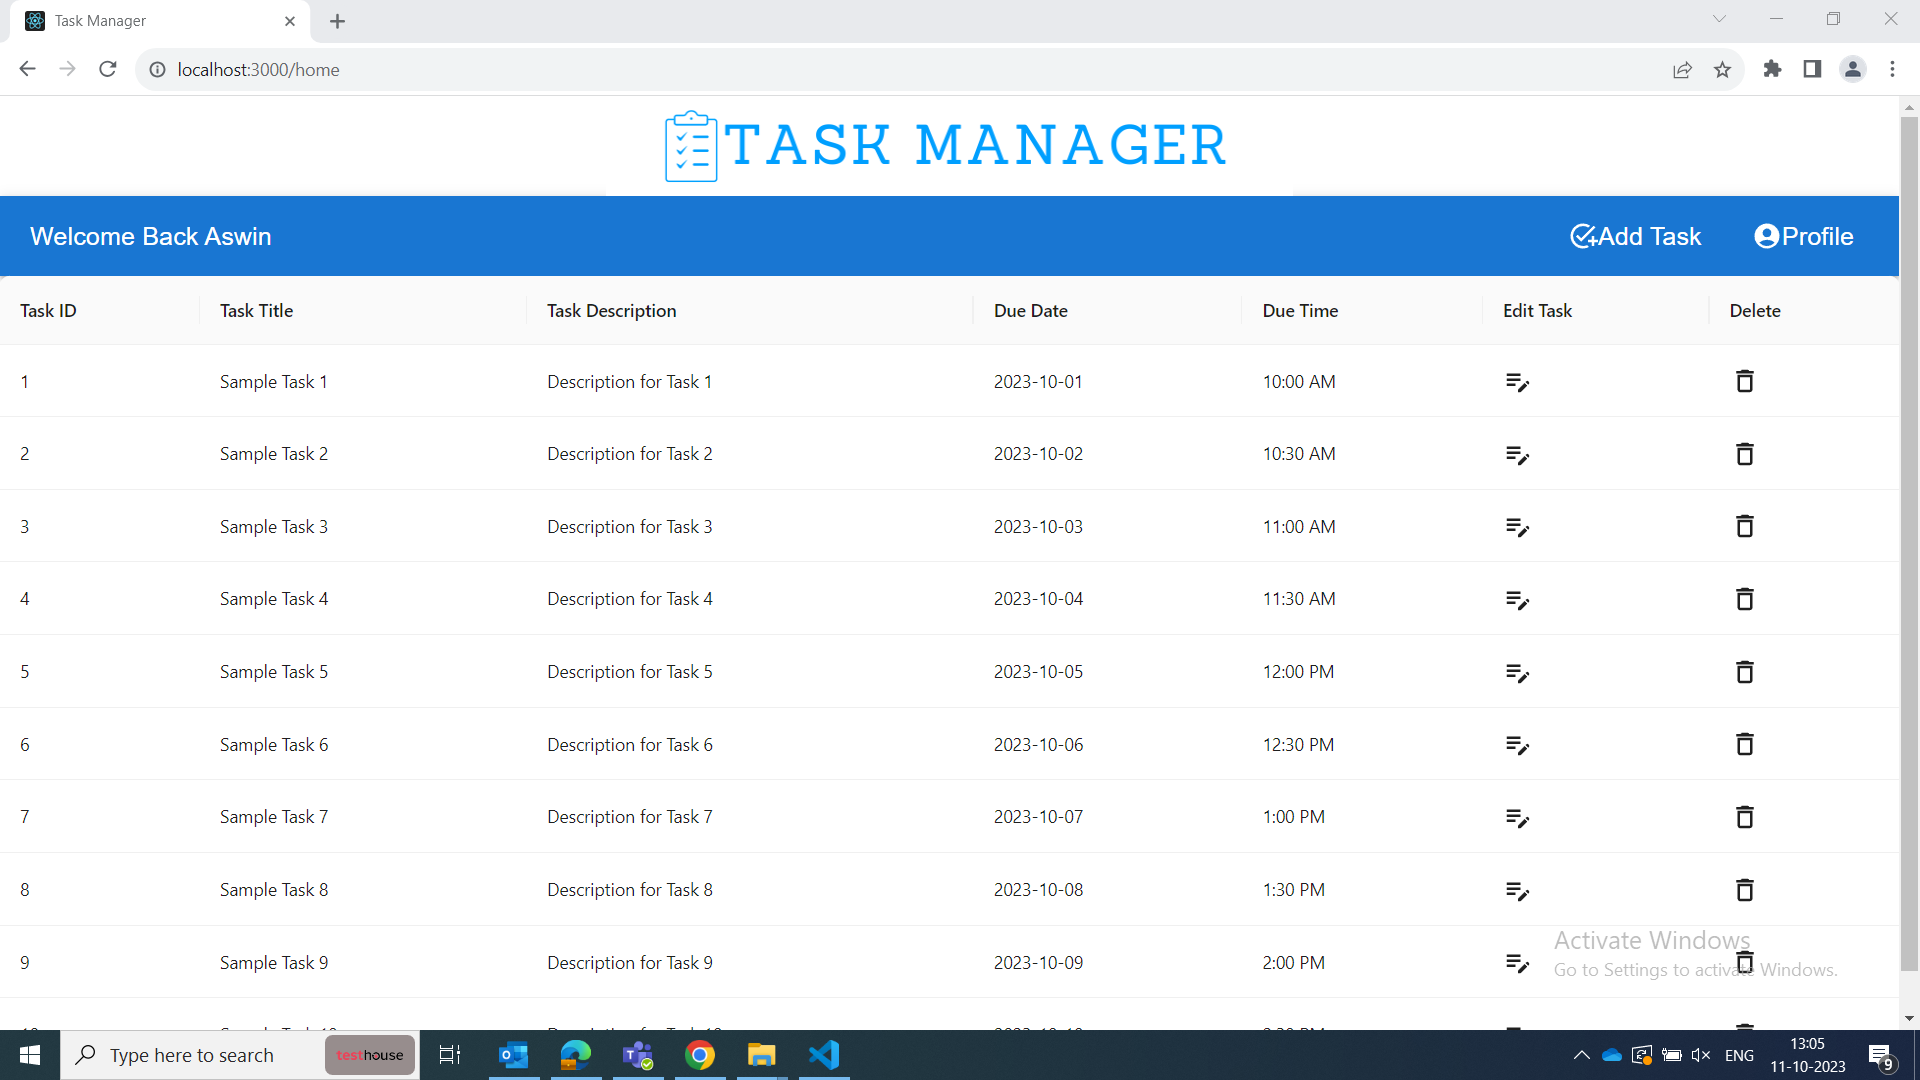 Task Manager
localhost:3000/home
TASK MANAGER
Welcome Back Aswin Add Task Profile
Task ID Task Title Task Description Due Date Due Time Edit Task Delete
1 Sample Task 1 Description for Task 1 2023-10-01 10:00 AM
2 Sample Task 2 Description for Task 2 2023-10-02 10:30 AM
3 Sample Task 3 Description for Task 3 2023-10-03 11:00 AM
4 Sample Task 4 Description for Task 4 2023-10-04 11:30 AM
5 Sample Task 5 Description for Task 5 2023-10-05 12:00 PM
6 Sample Task 6 Description for Task 6 2023-10-06 12:30 PM
7 Sample Task 7 Description for Task 7 2023-10-07 1:00 PM
8 Sample Task 8 Description for Task 8 2023-10-08 1:30 PM
Activate Windows
9 Sample Task 9 Description for Task 9 2023-10-09 2:00 PM
Go to Settings to activate Windows.
Type here to search testhouse ENG 13:05
11-10-2023 9